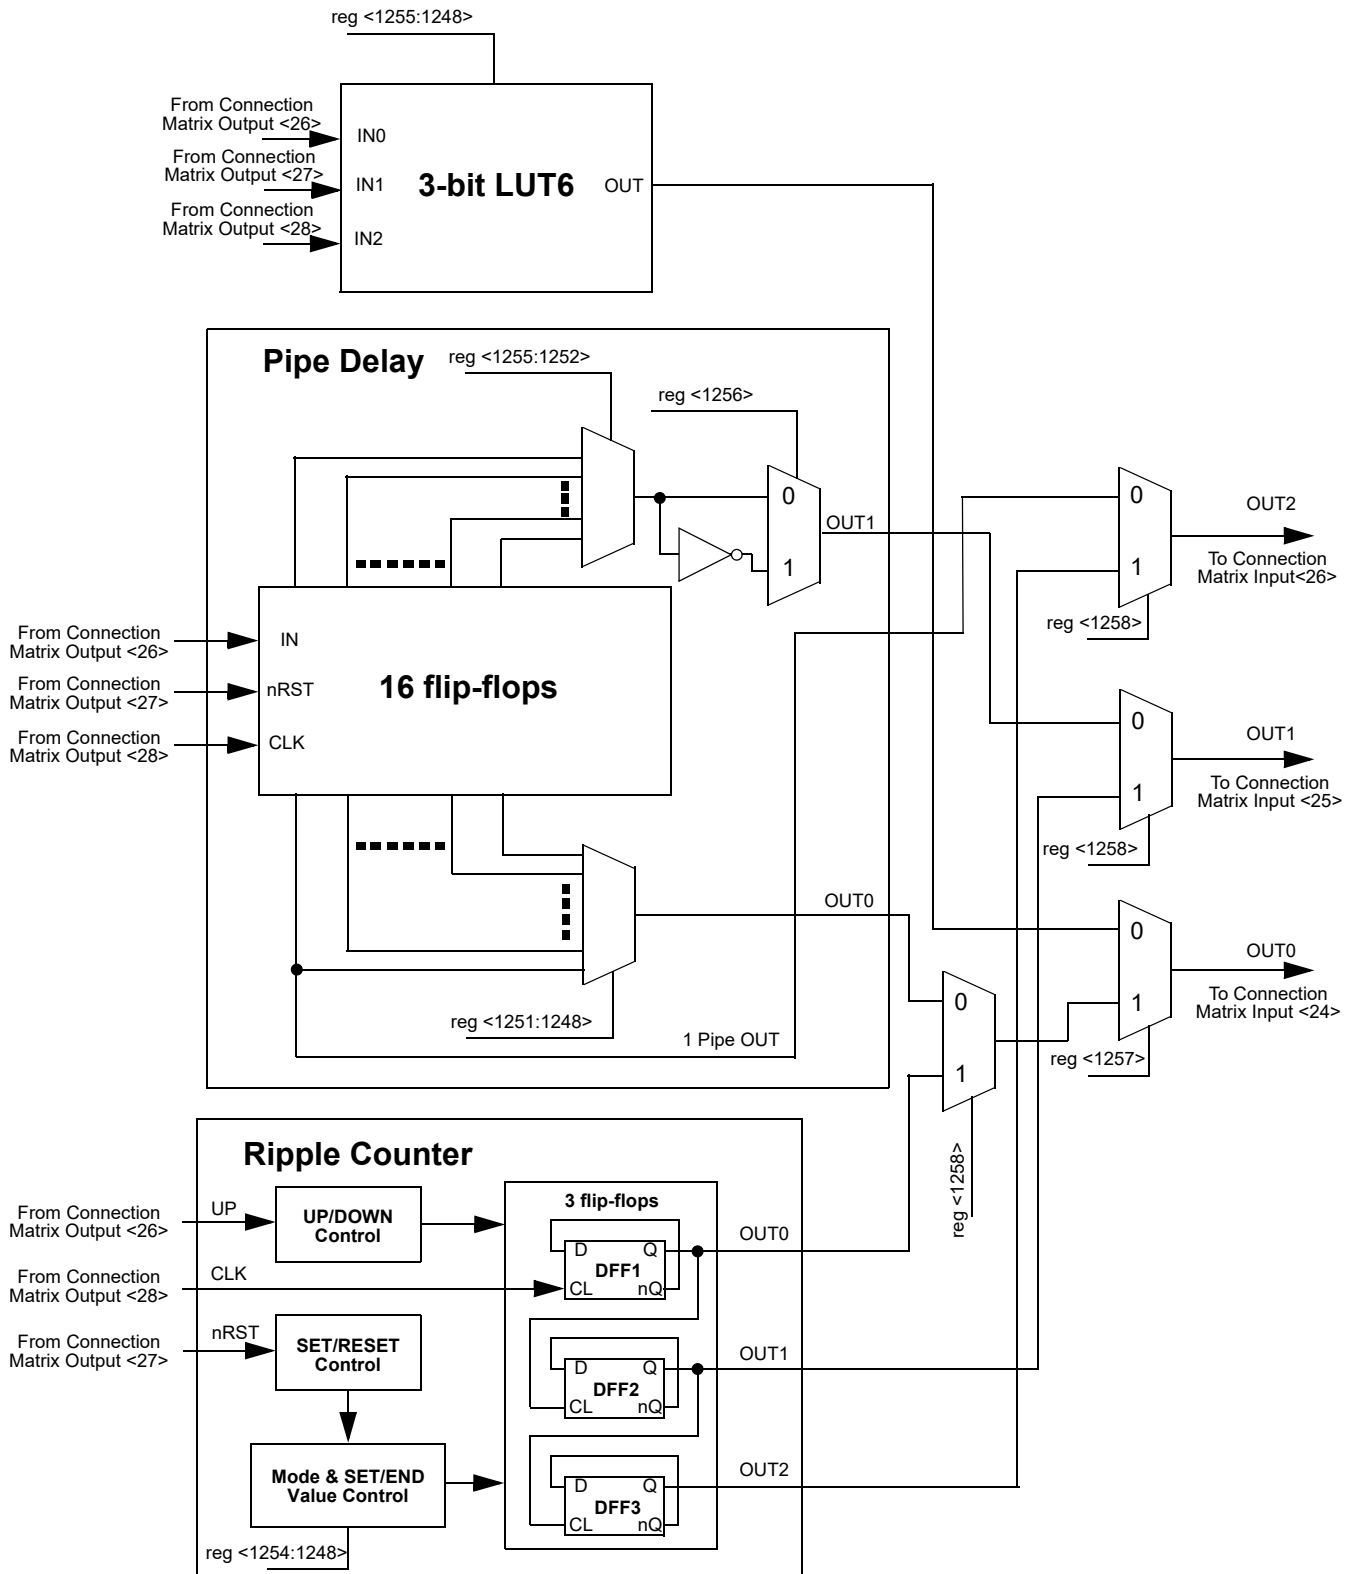 reg <1255:1248>
From Connection
Matrix Output <26>
IN0
From Connection
Matrix Output <27>
IN1
3-bit LUT6
OUT
From Connection
Matrix Output <28>
IN2
Pipe Delay
reg <1255:1252>
reg <1256>
0
1
OUT1
0
1
OUT2
To Connection
Matrix Input<26>
reg <1258>
From Connection
Matrix Output <26>
IN
From Connection
Matrix Output <27>
nRST
16 flip-flops
From Connection
Matrix Output <28>
CLK
0
1
OUT1
To Connection
Matrix Input <25>
reg <1258>
OUT0
0
1
OUT0
To Connection
Matrix Input <24>
reg <1257>
reg <1251:1248>
1 Pipe OUT
0
1
reg <1258>
Ripple Counter
From Connection
Matrix Output <26>
UP
UP/DOWN
Control
3 flip-flops
D
Q
DFF1
CL
nQ
OUT0
From Connection
Matrix Output <28>
CLK
From Connection
Matrix Output <27>
nRST
SET/RESET
Control
D
Q
DFF2
CL
nQ
OUT1
Mode & SET/END
Value Control
D
Q
DFF3
CL
nQ
OUT2
reg <1254:1248>